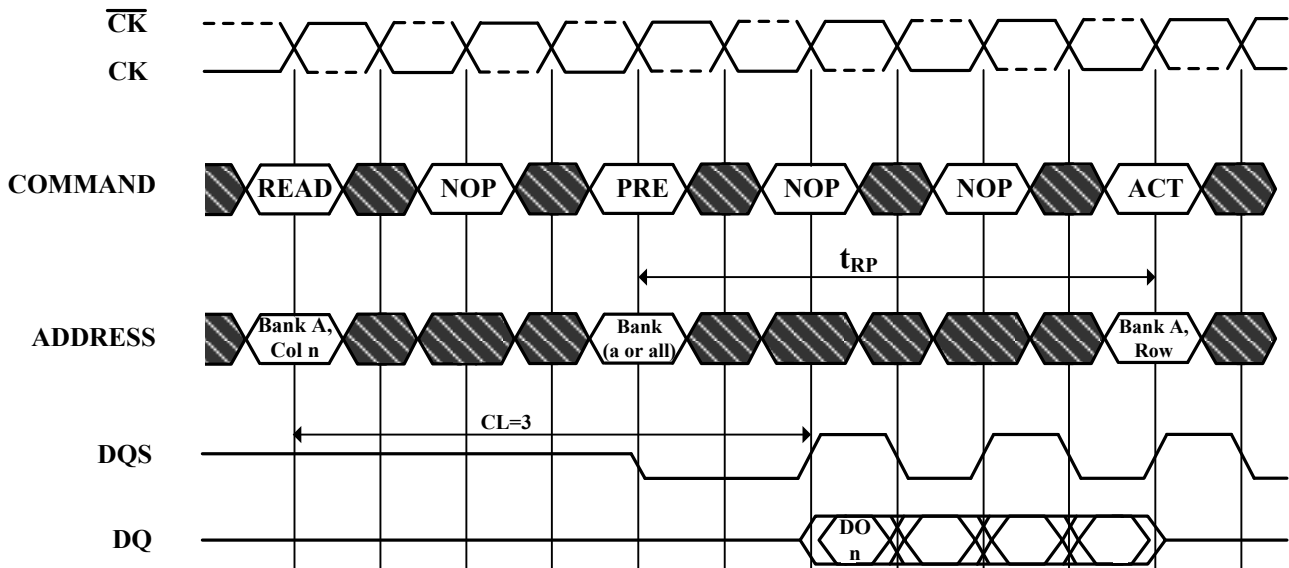 CK
CK
COMMAND
READ
NOP
PRE
NOP
NOP
ACT
tRP
ADDRESS
Bank A,
Col n
Bank
(a or all)
Bank A,
Row
CL=3
DQS
DQ
DO
n